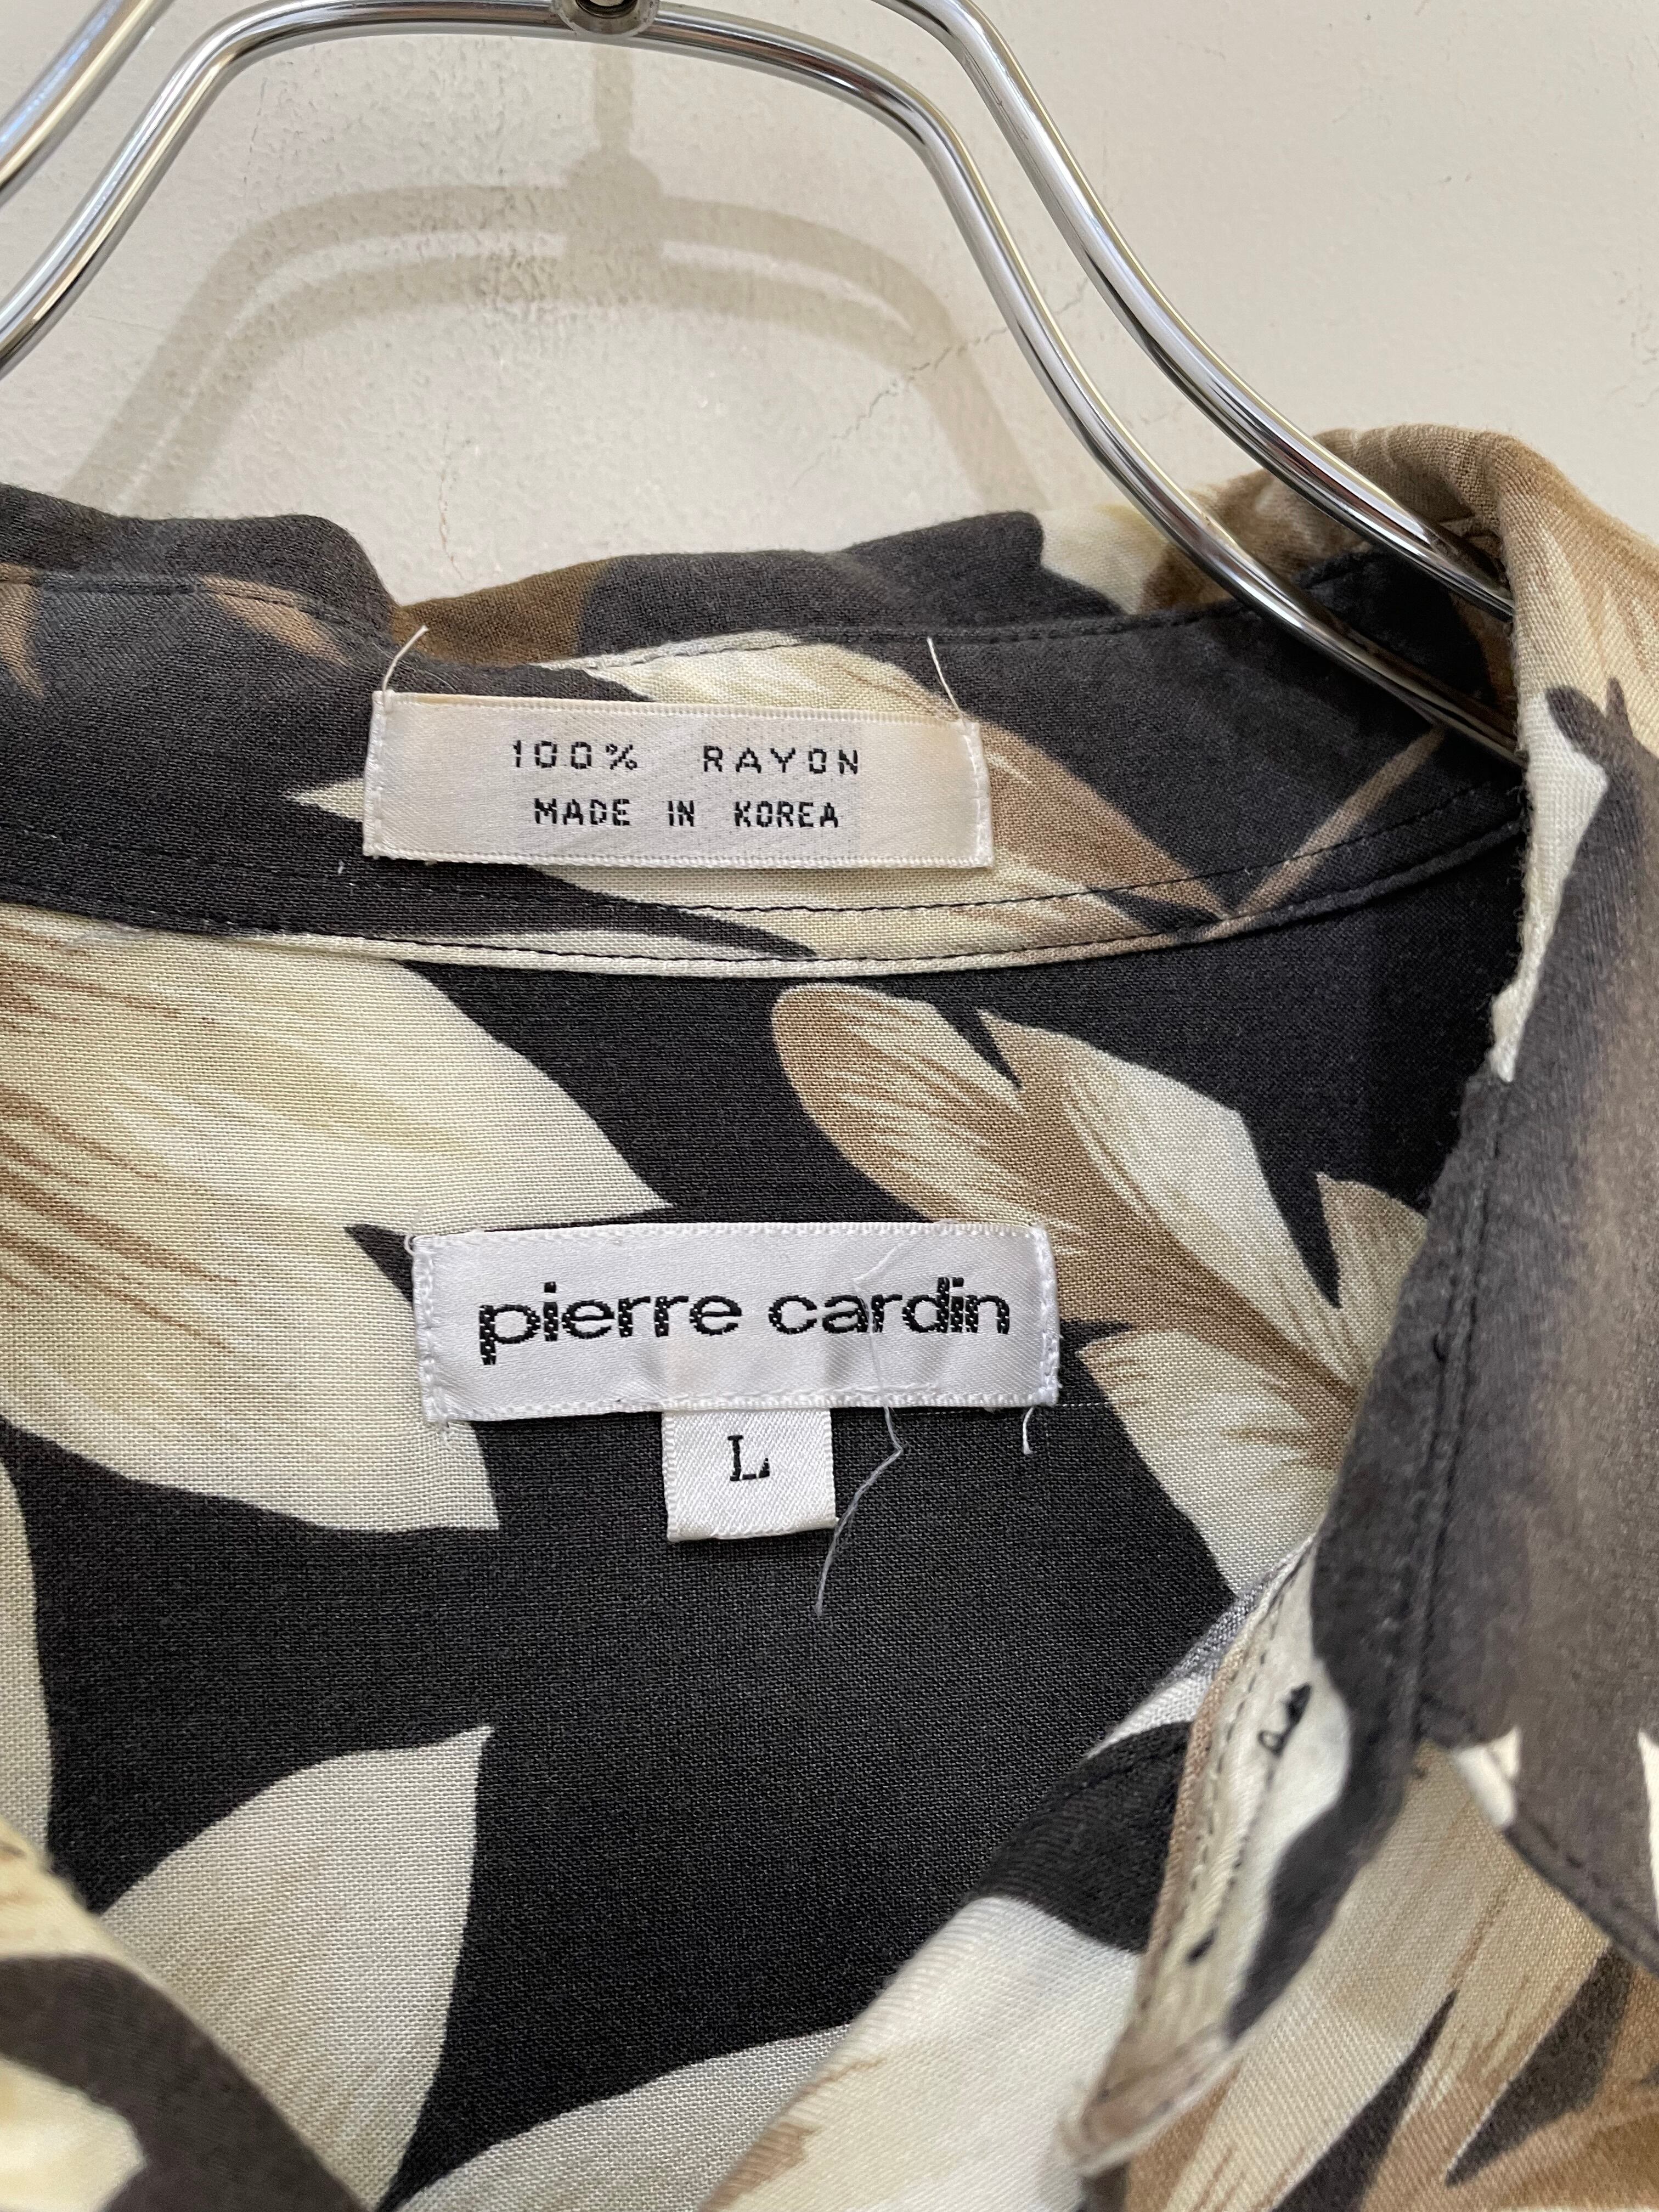 100% RAYON
MADE IN KOREA
pierre cardin
L